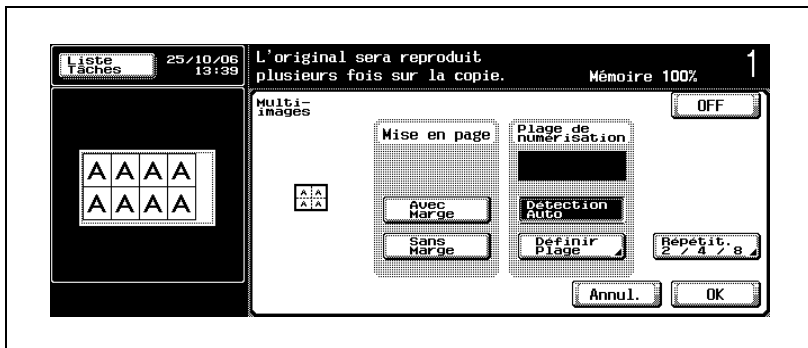 Liste
Tâches
25/10/06
13:39
L'original sera reproduit
plusieurs fois sur la copie.
Mémoire 100%
1
Multi-
images
OFF
Mise en page
Plage de
numérisation
A A A A
A A A A
A A
A A
Avec
Marge
Détection
Auto
Sans
Marge
Définir
Plage
Répétit.
2 / 4 / 8
Annul.
OK